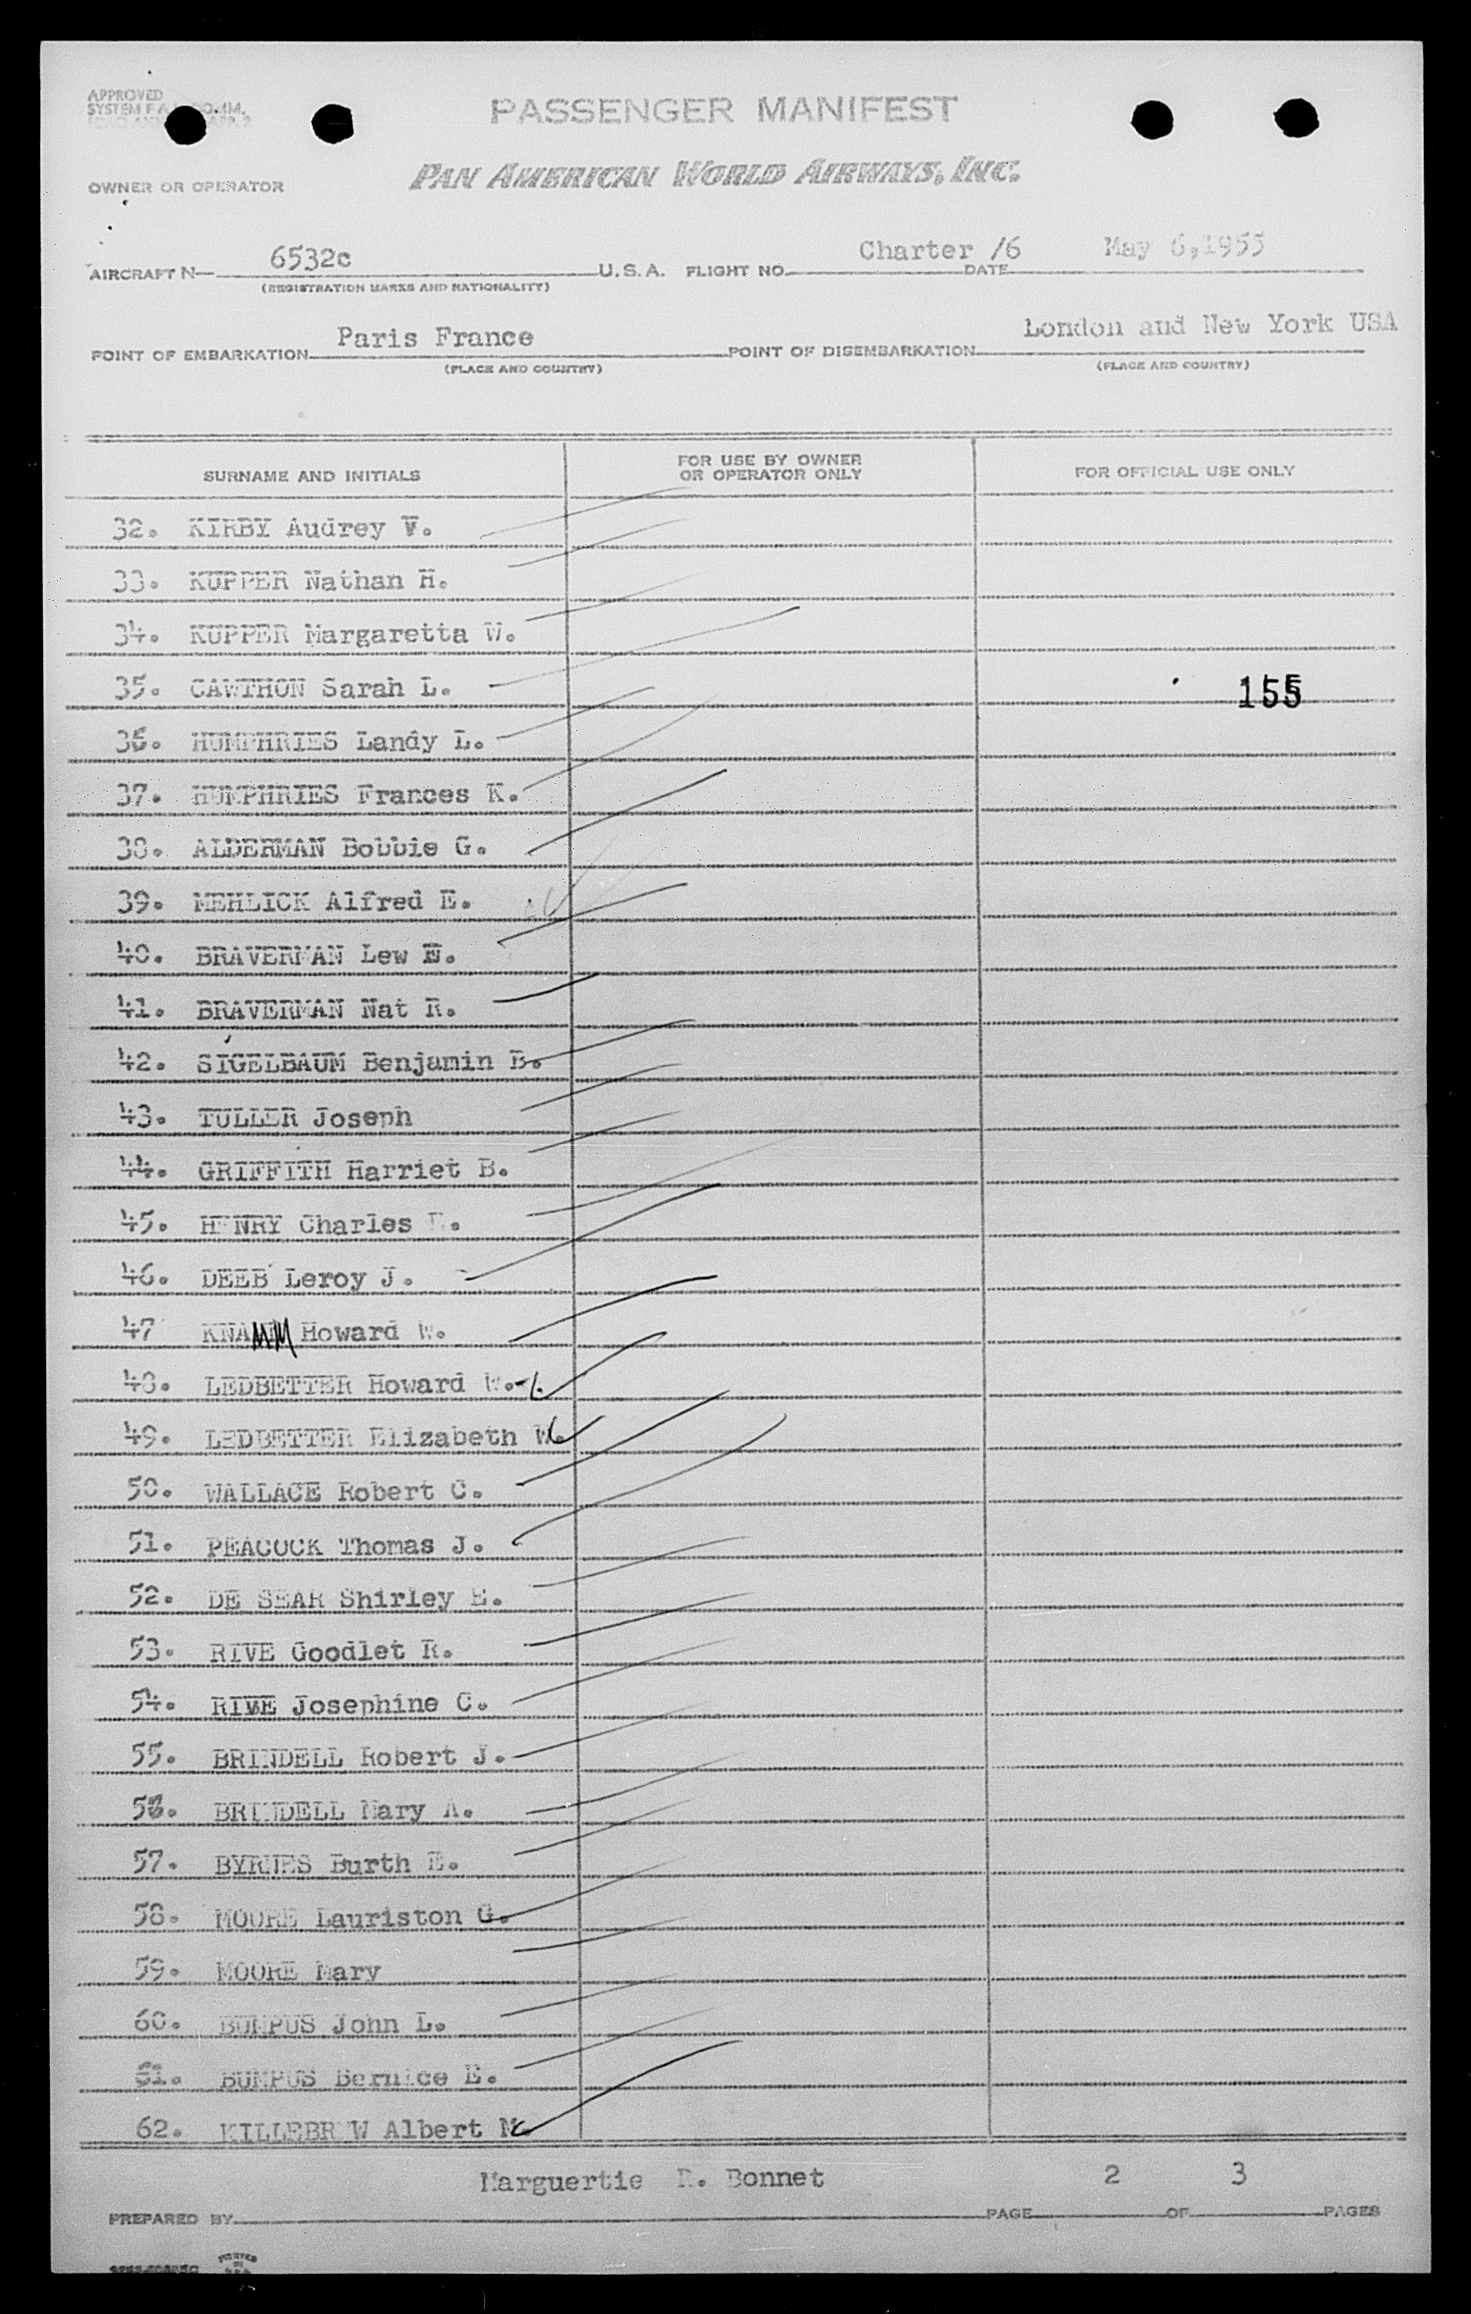 APPROVED
PASSENGER MANIFEST
PAN AMERICAN WORLD AIRWAYS, INC.
OWNER OR OPERATOR
AIRCRAFT N— 6532c U.S.A. FLIGHT NO. Charter /6 DATE May 6,1955
(REGISTRATION MARKS AND NATIONALITY)
POINT OF EMBARKATION Paris France POINT OF DISEMBARKATION London and New York USA
(PLACE AND COUNTRY) (PLACE AND COUNTRY)
SURNAME AND INITIALS FOR USE BY OWNER OR OPERATOR ONLY FOR OFFICIAL USE ONLY
32. KIRBY Audrey V.
33. KUPPER Nathan H.
34. KUPPER Margaretta W.
35. CAWTHON Sarah L. 155
36. HUMPHRIES Landy L.
37. HUMPHRIES Frances K.
38. ALDERMAN Bobbie G.
39. MEHLICK Alfred E.
40. BRAVERMAN Lew E.
41. BRAVERMAN Nat R.
42. SIGELBAUM Benjamin B.
43. TULLER Joseph
44. GRIFFITH Harriet B.
45. HENRY Charles
46. DEEB Leroy J.
47 KNAMM Howard W.
48. LEDBETTER Howard W.
49. LEDBETTER Elizabeth W.
50. WALLACE Robert C.
51. PEACOCK Thomas J.
52. DE SEAR Shirley E.
53. RIVE Goodlet R.
54. RIVE Josephine C.
55. BRINDELL Robert J.
56. BRINDELL Mary A.
57. BYRNES Burth E.
58. MOORE Lauriston G.
59. MOORE Mary
60. BUMPUS John L.
61. BUMPUS Bernice E.
62. KILLEBREW Albert M.
PREPARED BY Marguertie R. Bonnet PAGE 2 OF 3 PAGES